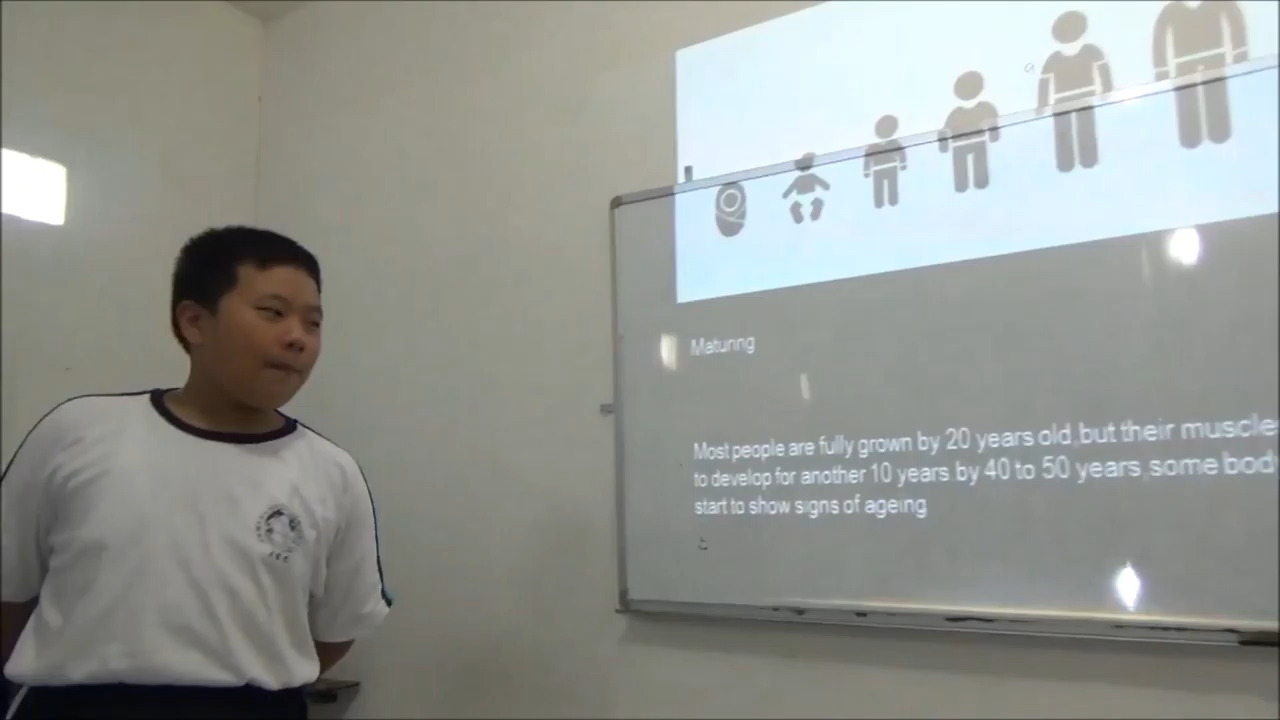 Maturing
Most people are fully grown by 20 years old,but their muscle
to develop for another 10 years.by 40 to 50 years,some bod
start to show signs of ageing